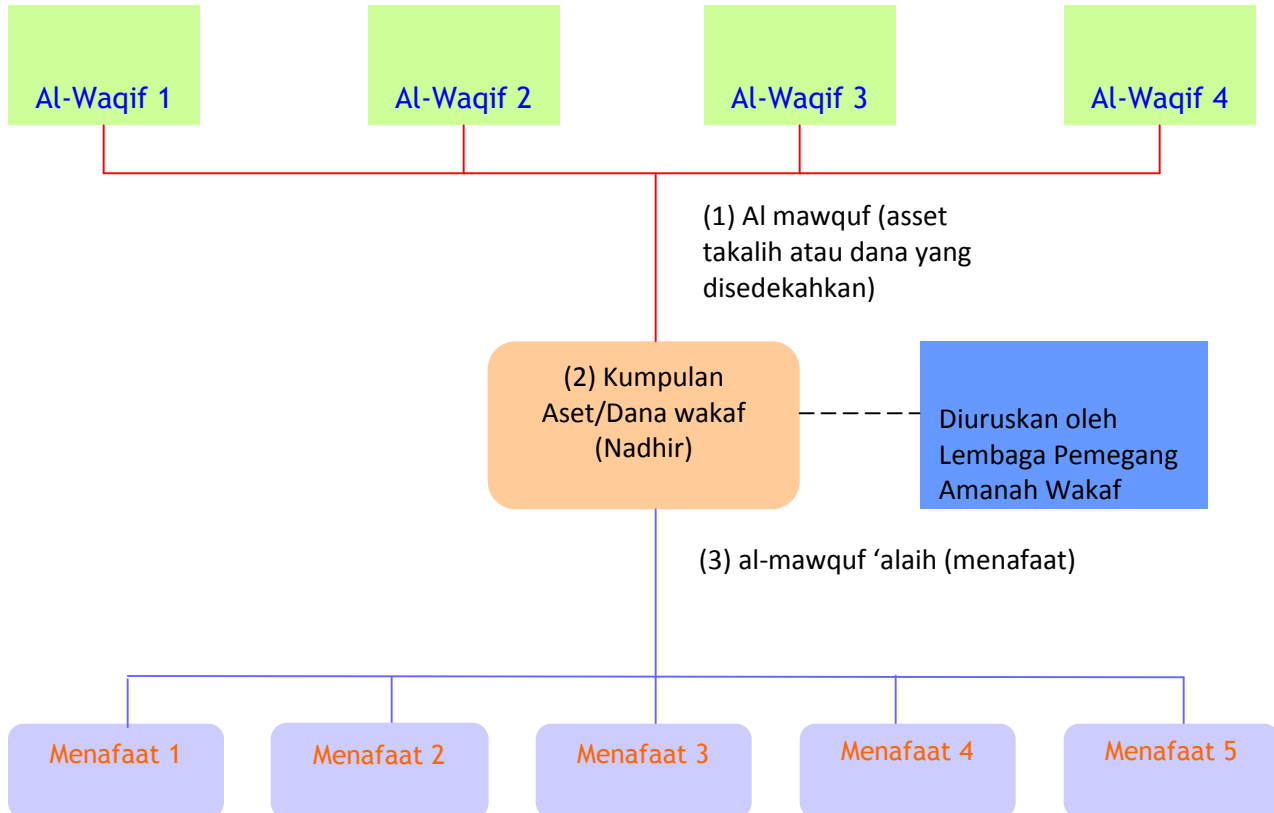 Al-Waqif 1
Al-Waqif 2
Al-Waqif 3
Al-Waqif 4
(1) Al mawquf (asset
takalih atau dana yang
disedekahkan)
(2) Kumpulan
Aset/Dana wakaf
(Nadhir)
Diuruskan oleh
Lembaga Pemegang
Amanah Wakaf
(3) al-mawquf ‘alaih (menafaat)
Menafaat 1
Menafaat 2
Menafaat 3
Menafaat 4
Menafaat 5